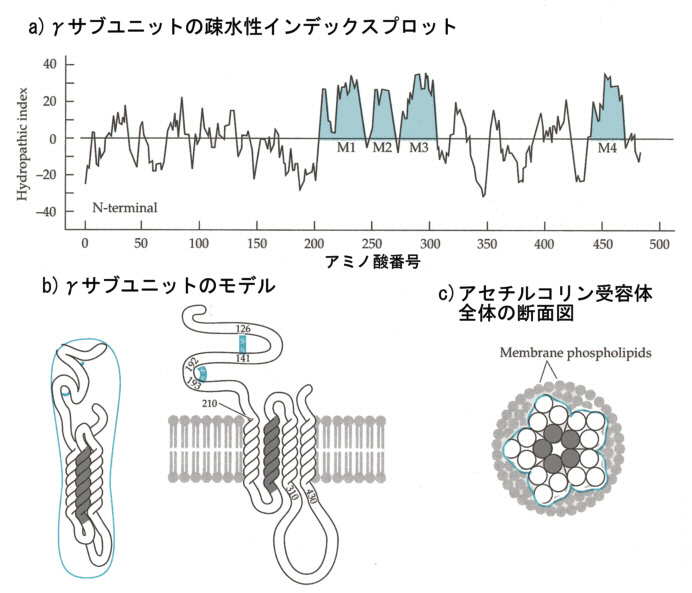 a)γサブユニットの疎水性インデックスプロット
Hydropathic index
40
20
0
−20
−40
M1
M2
M3
M4
N-terminal
0 50 100 150 200 250 300 350 400 450 500
アミノ酸番号
b)γサブユニットのモデル
c)アセチルコリン受容体
全体の断面図
126
S
S
141
192
193
210
310
430
Membrane phospholipids